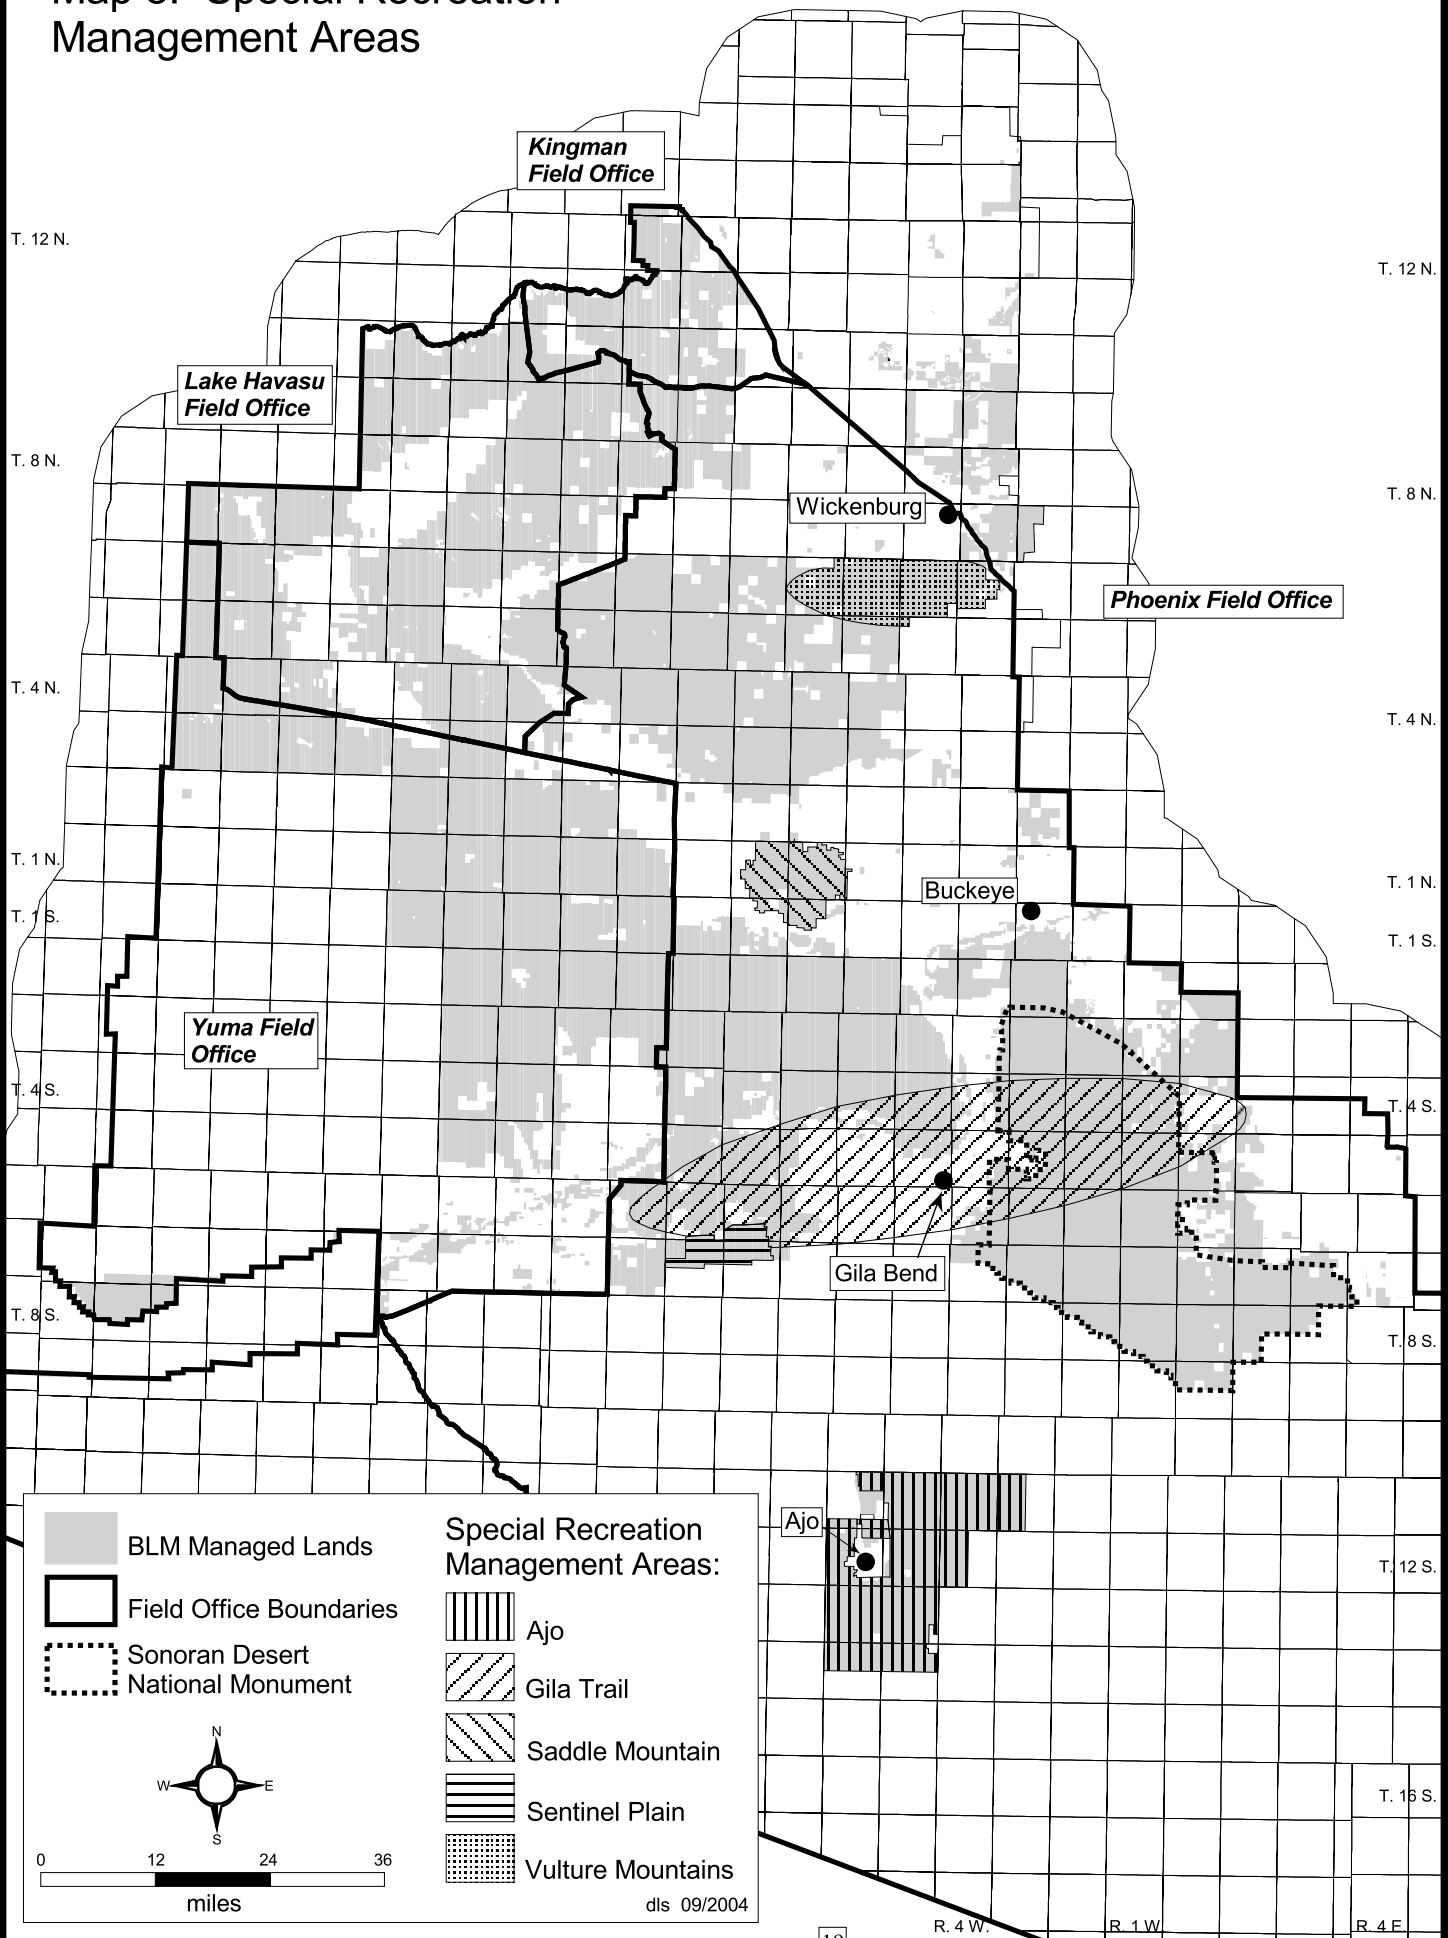 Management Areas
Kingman
Field Office
T. 12 N.
T. 12 N.
Lake Havasu
Field Office
T. 8 N.
T. 8 N.
Wickenburg
Phoenix Field Office
T. 4 N.
T. 4 N.
T. 1 N.
T. 1 N.
Buckeye
T. 1 S.
T. 1 S.
Yuma Field
Office
T. 4 S.
T. 4 S.
Gila Bend
T. 8 S.
T. 8 S.
Ajo
T. 12 S.
BLM Managed Lands
Field Office Boundaries
Sonoran Desert
National Monument
N
W
E
S
0 12 24 36
miles
Special Recreation
Management Areas:
Ajo
Gila Trail
Saddle Mountain
Sentinel Plain
Vulture Mountains
dls 09/2004
T. 16 S.
R. 4 W.
R. 1 W.
R. 4 E.